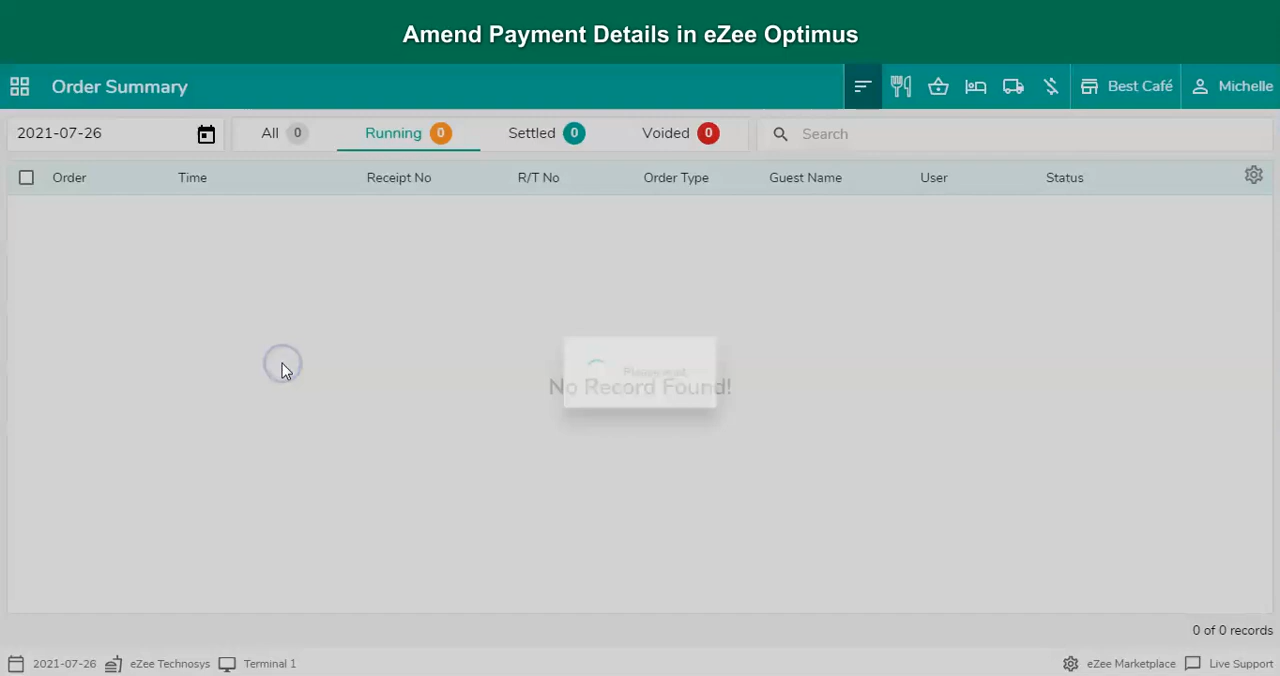 Amend Payment Details in eZee Optimus
Order Summary
Best Café
Michelle
2021-07-26
All 0
Running 0
Settled 0
Voided 0
Search
Order Time Receipt No R/T No Order Type Guest Name User Status
Please wait
No Record Found!
0 of 0 records
2021-07-26 eZee Technosys Terminal 1 eZee Marketplace Live Support